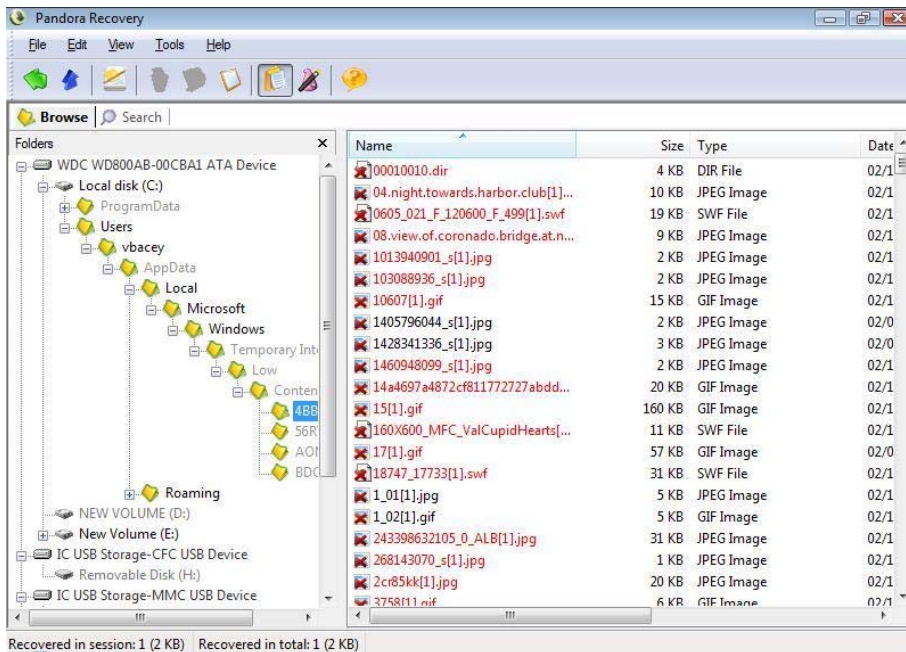 Pandora Recovery
File Edit View Tools Help
Browse Search
Folders x
WDC WD800AB-00CBA1 ATA Device
Local disk (C:)
ProgramData
Users
vbacey
AppData
Local
Microsoft
Windows
Temporary Int
Low
Conten
4BB
56R
AO
BDC
Roaming
NEW VOLUME (D:)
New Volume (E:)
IC USB Storage-CFC USB Device
Removable Disk (H:)
IC USB Storage-MMC USB Device
Name Size Type Date
00010010.dir 4 KB DIR File 02/1
04.night.towards.harbor.club[1]... 10 KB JPEG Image 02/1
0605_021_F_120600_F_499[1].swf 19 KB SWF File 02/1
08.view.of.coronado.bridge.at.n... 9 KB JPEG Image 02/1
1013940901_s[1].jpg 2 KB JPEG Image 02/1
103088936_s[1].jpg 2 KB JPEG Image 02/1
10607[1].gif 15 KB GIF Image 02/1
1405796044_s[1].jpg 2 KB JPEG Image 02/0
1428341336_s[1].jpg 3 KB JPEG Image 02/0
1460948099_s[1].jpg 2 KB JPEG Image 02/1
14a4697a4872cf811772727abdd... 20 KB GIF Image 02/1
15[1].gif 160 KB GIF Image 02/1
160X600_MFC_ValCupidHearts[... 11 KB SWF File 02/1
17[1].gif 57 KB GIF Image 02/0
18747_17733[1].swf 31 KB SWF File 02/1
1_01[1].jpg 5 KB JPEG Image 02/1
1_02[1].gif 5 KB GIF Image 02/1
243398632105_0_ALB[1].jpg 31 KB JPEG Image 02/1
268143070_s[1].jpg 1 KB JPEG Image 02/1
2cr85kk[1].jpg 20 KB JPEG Image 02/1
3758[1].gif 6 KB GIF Image 02/1
Recovered in session: 1 (2 KB) Recovered in total: 1 (2 KB)